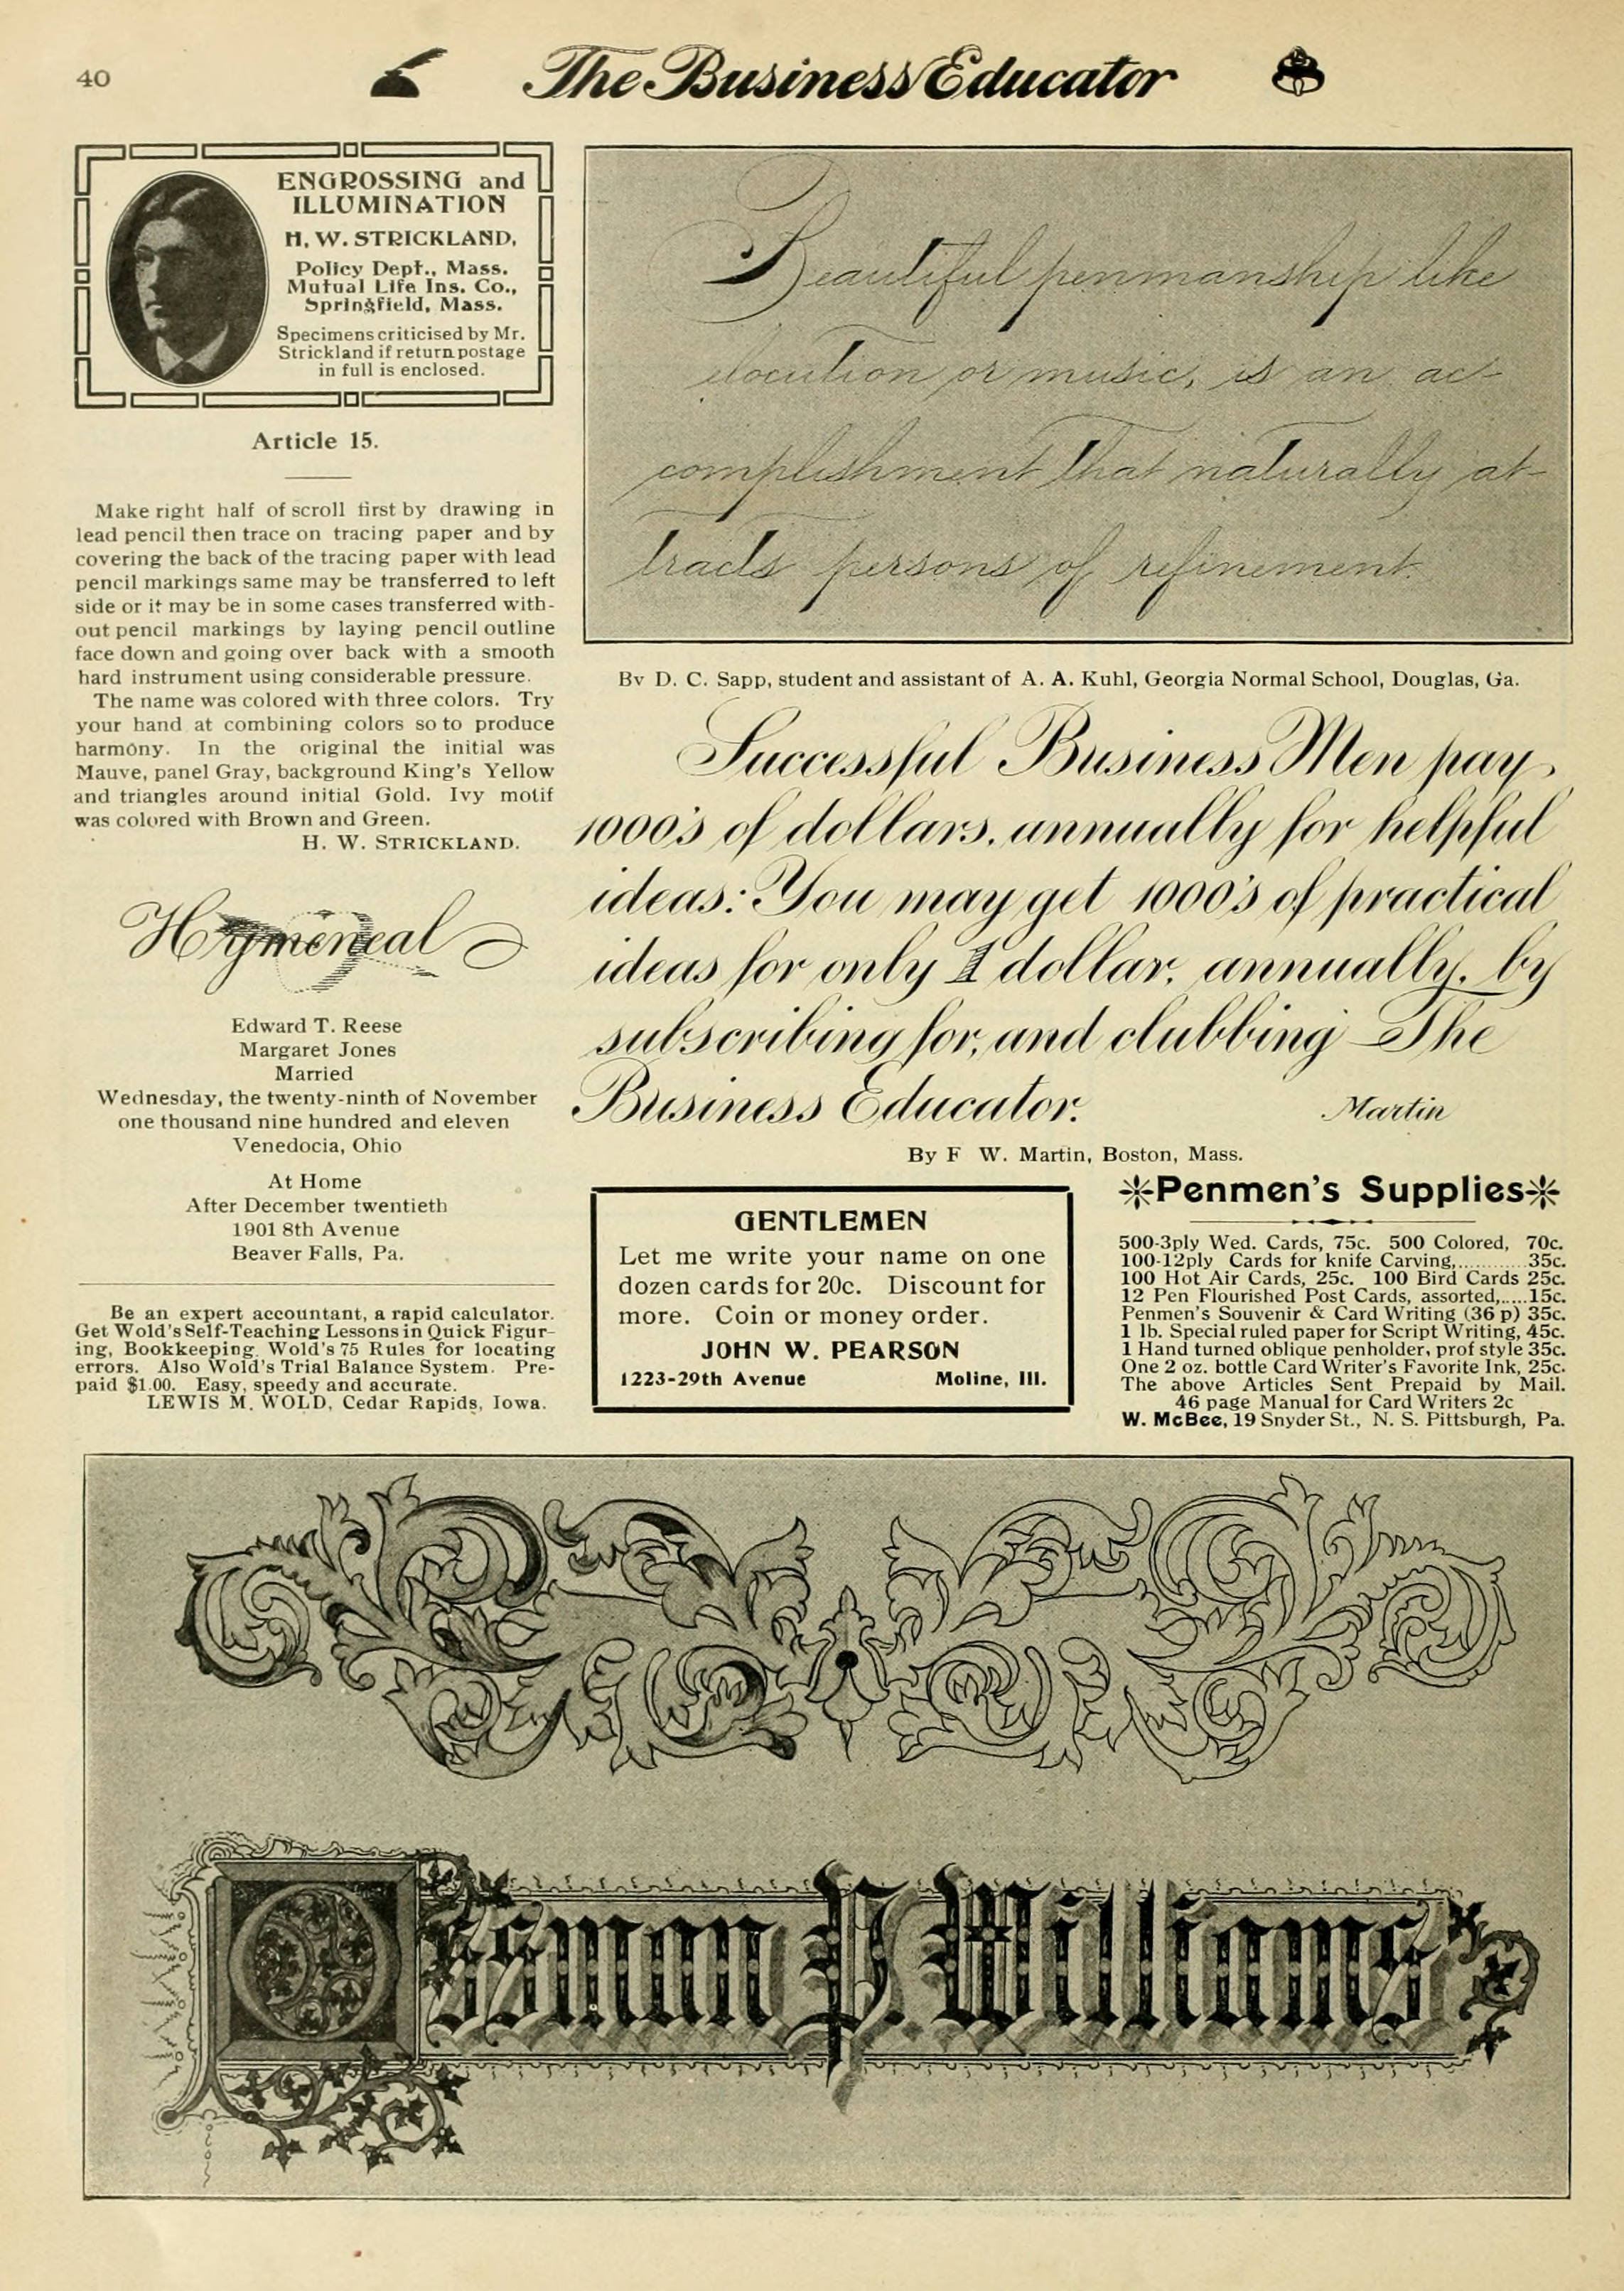 40
The Business Educator
ENGROSSING and
ILLUMINATION
H. W. STRICKLAND,
Policy Dept., Mass.
Mutual Life Ins. Co.,
Springfield, Mass.
Specimens criticised by Mr.
Strickland if return postage
in full is enclosed.
Article 15.
Make right half of scroll first by drawing in
lead pencil then trace on tracing paper and by
covering the back of the tracing paper with lead
pencil markings same may be transferred to left
side or it may be in some cases transferred with-
out pencil markings by laying pencil outline
face down and going over back with a smooth
hard instrument using considerable pressure.
The name was colored with three colors. Try
your hand at combining colors so to produce
harmony. In the original the initial was
Mauve, panel Gray, background King's Yellow
and triangles around initial Gold. Ivy motif
was colored with Brown and Green.
H. W. STRICKLAND.
Hymeneal
Edward T. Reese
Margaret Jones
Married
Wednesday, the twenty-ninth of November
one thousand nine hundred and eleven
Venedocia, Ohio
At Home
After December twentieth
1901 8th Avenue
Beaver Falls, Pa.
Be an expert accountant, a rapid calculator.
Get Wold's Self-Teaching Lessons in Quick Figur-
ing, Bookkeeping. Wold's 75 Rules for locating
errors. Also Wold's Trial Balance System. Pre-
paid $1.00. Easy, speedy and accurate.
LEWIS M. WOLD, Cedar Rapids, Iowa.
Beautiful penmanship like
elocution or music, is an ac-
complishment that naturally at-
tracts persons of refinement.
By D. C. Sapp, student and assistant of A. A. Kuhl, Georgia Normal School, Douglas, Ga.
Successful Business Men pay
1000's of dollars, annually for helpful
ideas: You may get 1000's of practical
ideas for only 1 dollar, annually, by
subscribing for, and clubbing The
Business Educator.
Martin
By F W. Martin, Boston, Mass.
GENTLEMEN
Let me write your name on one
dozen cards for 20c. Discount for
more. Coin or money order.
JOHN W. PEARSON
1223-29th Avenue Moline, Ill.
Penmen's Supplies
500-3ply Wed. Cards, 75c. 500 Colored, 70c.
100-12ply Cards for knife Carving,..........35c.
100 Hot Air Cards, 25c. 100 Bird Cards 25c.
12 Pen Flourished Post Cards, assorted,.....15c.
Penmen's Souvenir & Card Writing (36 p) 35c.
1 lb. Special ruled paper for Script Writing, 45c.
1 Hand turned oblique penholder, prof style 35c.
One 2 oz. bottle Card Writer's Favorite Ink, 25c.
The above Articles Sent Prepaid by Mail.
46 page Manual for Card Writers 2c
W. McBee, 19 Snyder St., N. S. Pittsburgh, Pa.
Ossman P. Williams